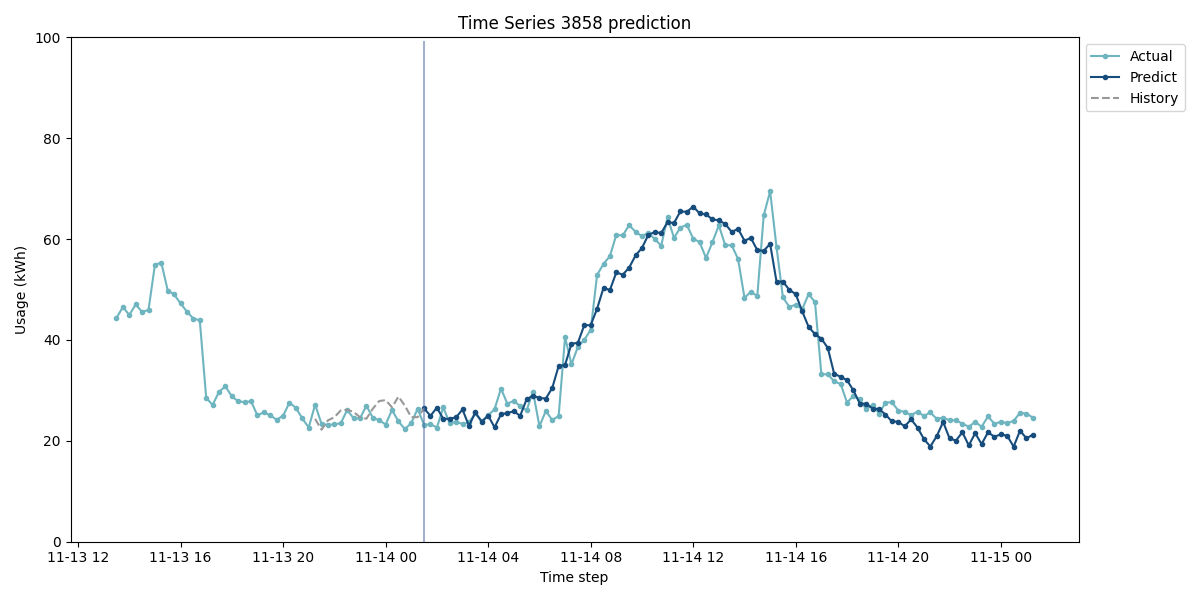 Time Series 3858 prediction
Actual
Predict
History
Usage (kWh)
100
80
60
40
20
0
11-13 12
11-13 16
11-13 20
11-14 00
11-14 04
11-14 08
11-14 12
11-14 16
11-14 20
11-15 00
Time step